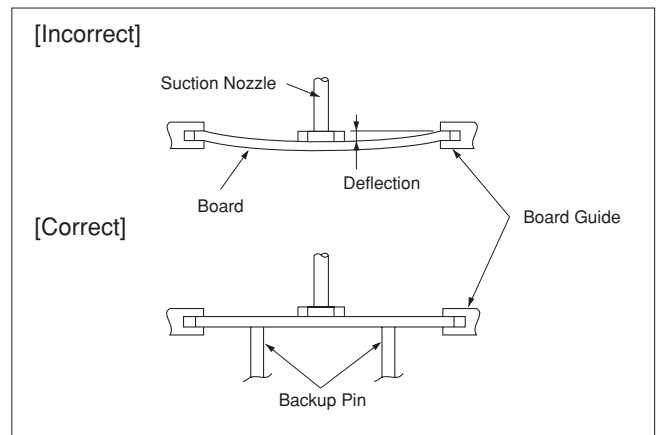 [Incorrect]
Suction Nozzle
Deflection
Board
Board Guide
[Correct]
Backup Pin